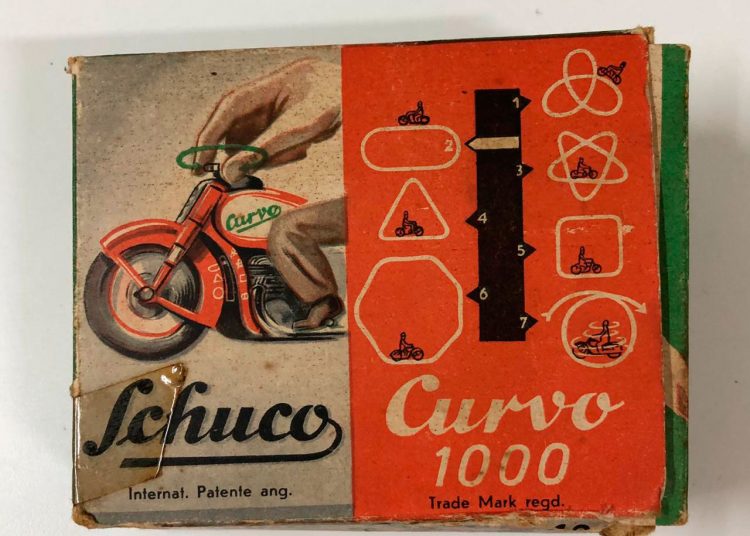 Curvo
Schuco
Internat. Patente ang.
1
2
3
4
5
6
7
Curvo
1000
Trade Mark regd.